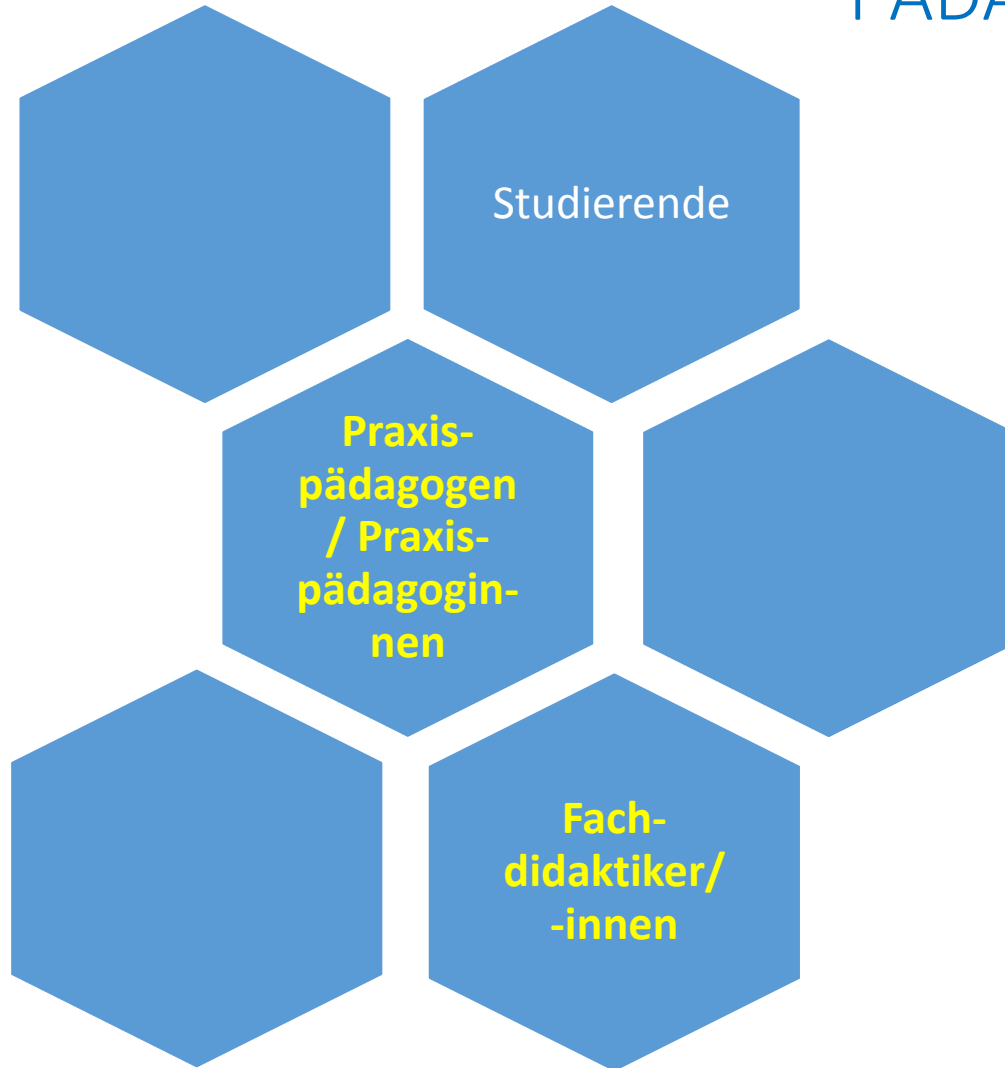 Studierende
Praxis-
pädagogen
/ Praxis-
pädagogin-
nen
Fach-
didaktiker/
-innen